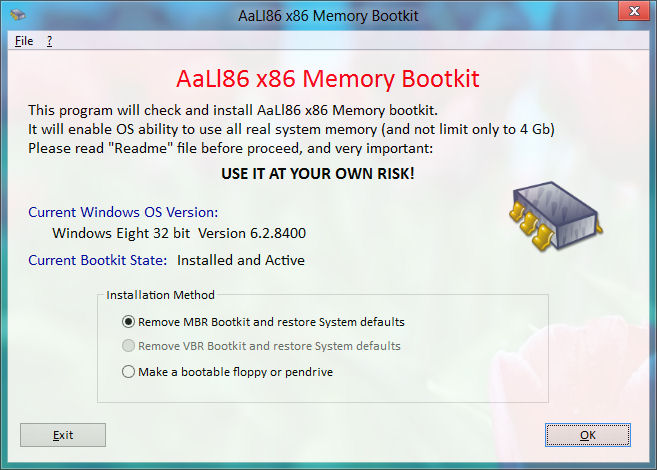 AaLl86 x86 Memory Bootkit
File ?
AaLl86 x86 Memory Bootkit
This program will check and install AaLl86 x86 Memory bootkit.
It will enable OS ability to use all real system memory (and not limit only to 4 Gb)
Please read "Readme" file before proceed, and very important:
USE IT AT YOUR OWN RISK!
Current Windows OS Version:
Windows Eight 32 bit Version 6.2.8400
Current Bootkit State: Installed and Active
Installation Method
Remove MBR Bootkit and restore System defaults
Remove VBR Bootkit and restore System defaults
Make a bootable floppy or pendrive
Exit OK